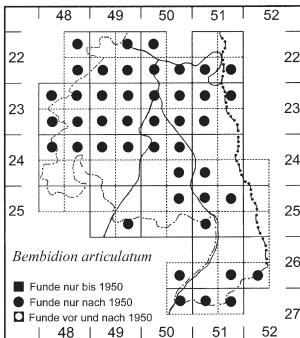 48 49 50 51 52
22 22
23 23
24 24
25 25
Bembidion articulatum
26
Funde nur bis 1950
Funde nur nach 1950
Funde vor und nach 1950
27
48 49 50 51 52